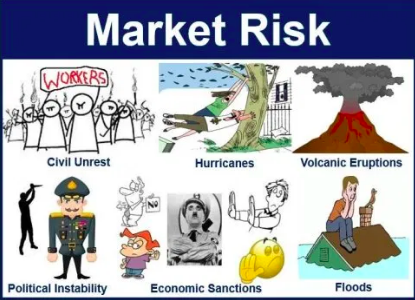 Market Risk
WORKERS
Civil Unrest
Hurricanes
Volcanic Eruptions
NO
Political Instability
Economic Sanctions
Floods